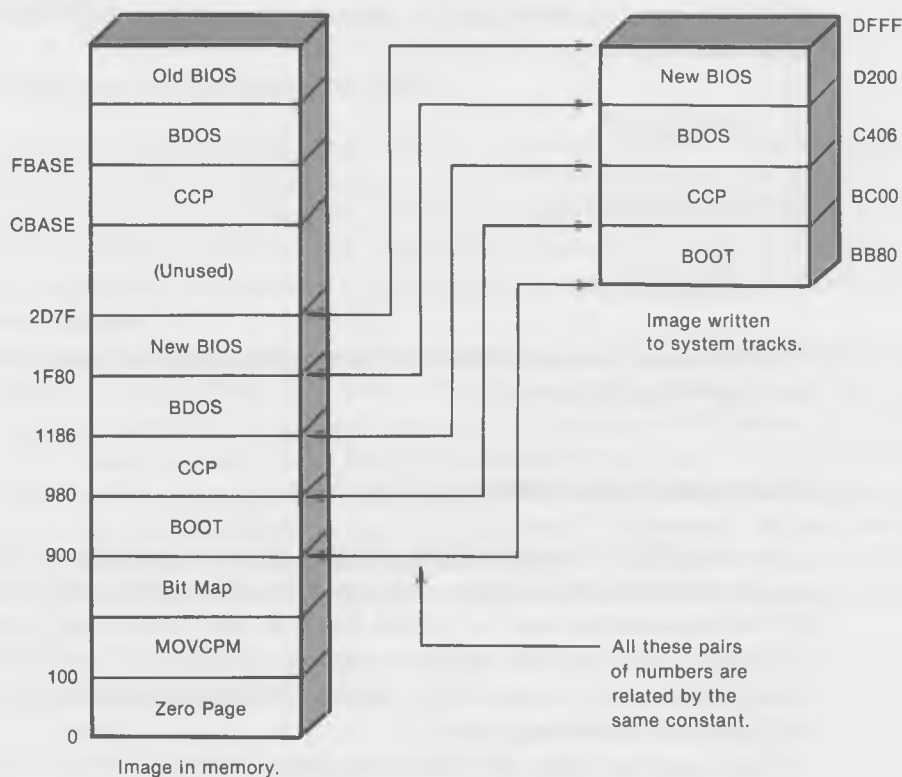 Old BIOS
BDOS
FBASE
CCP
CBASE
(Unused)
2D7F
New BIOS
1F80
BDOS
1186
CCP
980
BOOT
900
Bit Map
MOVCPM
100
Zero Page
0
Image in memory.
DFFF
New BIOS
D200
BDOS
C406
CCP
BC00
BOOT
BB80
Image written
to system tracks.
All these pairs
of numbers are
related by the
same constant.